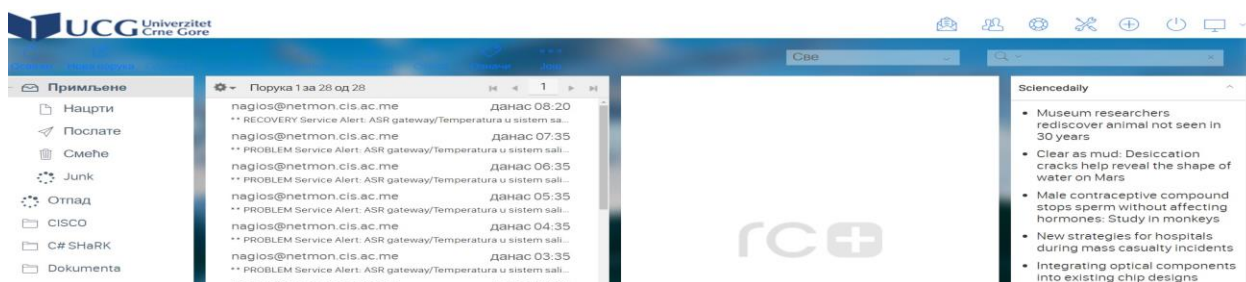 UCG Univerzitet
Crne Gore
Све
Примљене
Нацрти
Послате
Смеће
Junk
Отпад
CISCO
C# SHaRK
Dokumenta
Порука 1 за 28 од 28
1
nagios@netmon.cis.ac.me данас 08:20
** RECOVERY Service Alert: ASR gateway/Temperatura u sistem sa...
nagios@netmon.cis.ac.me данас 07:35
** PROBLEM Service Alert: ASR gateway/Temperatura u sistem sali...
nagios@netmon.cis.ac.me данас 06:35
** PROBLEM Service Alert: ASR gateway/Temperatura u sistem sali...
nagios@netmon.cis.ac.me данас 05:35
** PROBLEM Service Alert: ASR gateway/Temperatura u sistem sali...
nagios@netmon.cis.ac.me данас 04:35
** PROBLEM Service Alert: ASR gateway/Temperatura u sistem sali...
nagios@netmon.cis.ac.me данас 03:35
** PROBLEM Service Alert: ASR gateway/Temperatura u sistem sali...
rc+
Sciencedaily
Museum researchers
rediscover animal not seen in
30 years
Clear as mud: Desiccation
cracks help reveal the shape of
water on Mars
Male contraceptive compound
stops sperm without affecting
hormones: Study in monkeys
New strategies for hospitals
during mass casualty incidents
Integrating optical components
into existing chip designs